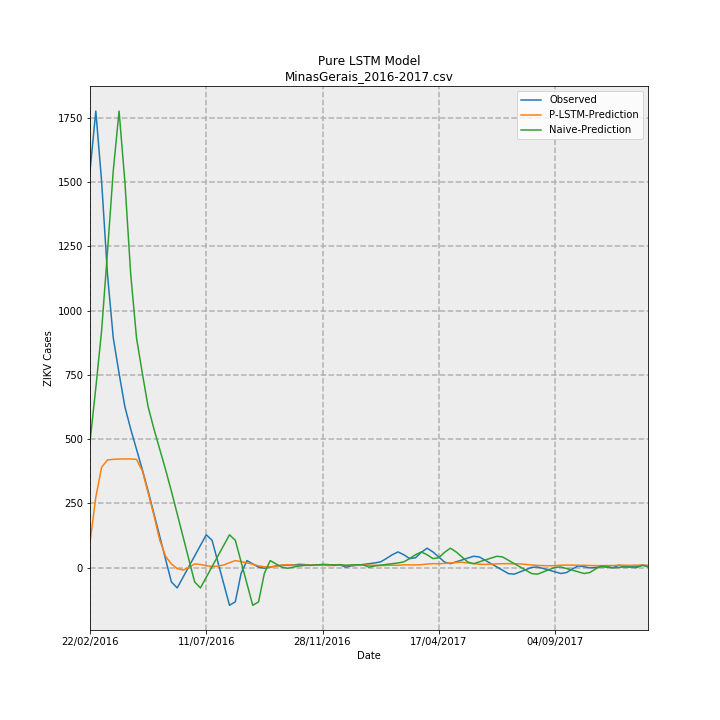 Pure LSTM Model
MinasGerais_2016-2017.csv
Observed
P-LSTM-Prediction
Naive-Prediction
1750
1500
1250
1000
750
500
250
0
ZIKV Cases
22/02/2016 11/07/2016 28/11/2016 17/04/2017 04/09/2017
Date